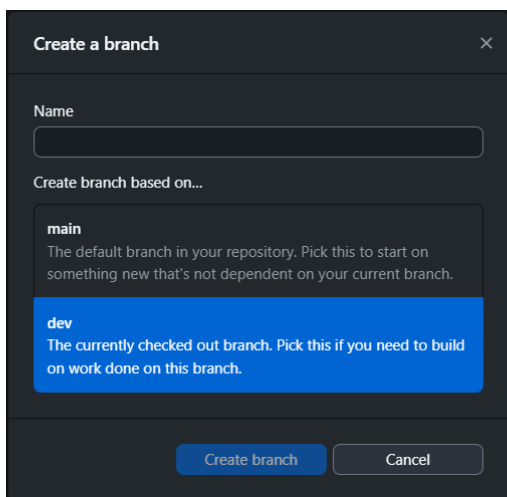 Create a branch
Name
Create branch based on...
main
The default branch in your repository. Pick this to start on
something new that's not dependent on your current branch.
dev
The currently checked out branch. Pick this if you need to build
on work done on this branch.
Create branch
Cancel